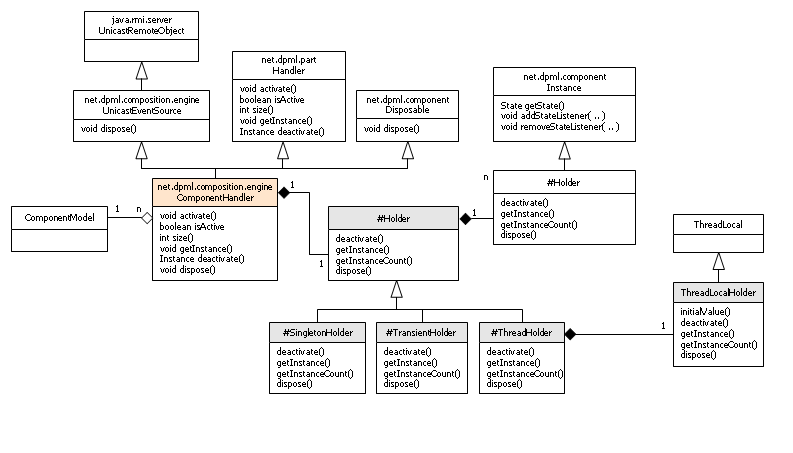 java.rmi.server
UnicastRemoteObject
net.dpml.part
Handler
void activate()
boolean isActive
int size()
void getInstance()
Instance deactivate()
net.dpml.component
Instance
State getState()
void addStateListener( .. )
void removeStateListener( .. )
net.dpml.composition.engine
UnicastEventSource
void dispose()
net.dpml.component
Disposable
void dispose()
net.dpml.composition.engine
ComponentHandler
void activate()
boolean isActive
int size()
void getInstance()
Instance deactivate()
void dispose()
ComponentModel
1
n
1
1
#Holder
deactivate()
getInstance()
getInstanceCount()
dispose()
1
n
#Holder
deactivate()
getInstance()
getInstanceCount()
dispose()
ThreadLocal
ThreadLocalHolder
initialValue()
deactivate()
getInstance()
getInstanceCount()
dispose()
1
#SingletonHolder
deactivate()
getInstance()
getInstanceCount()
dispose()
#TransientHolder
deactivate()
getInstance()
getInstanceCount()
dispose()
#ThreadHolder
deactivate()
getInstance()
getInstanceCount()
dispose()